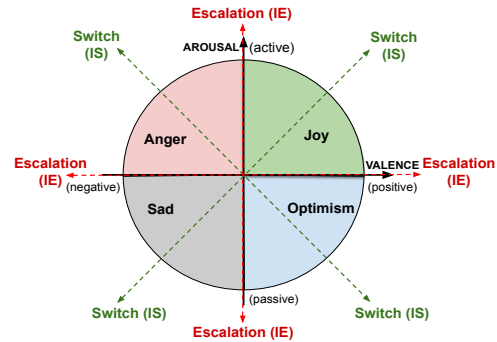 Escalation (IE)
Switch
(IS)
AROUSAL
(active)
Switch
(IS)
Anger
Joy
Escalation
(IE)
(negative)
VALENCE
(positive)
Escalation
(IE)
Sad
Optimism
Switch (IS)
(passive)
Switch (IS)
Escalation (IE)